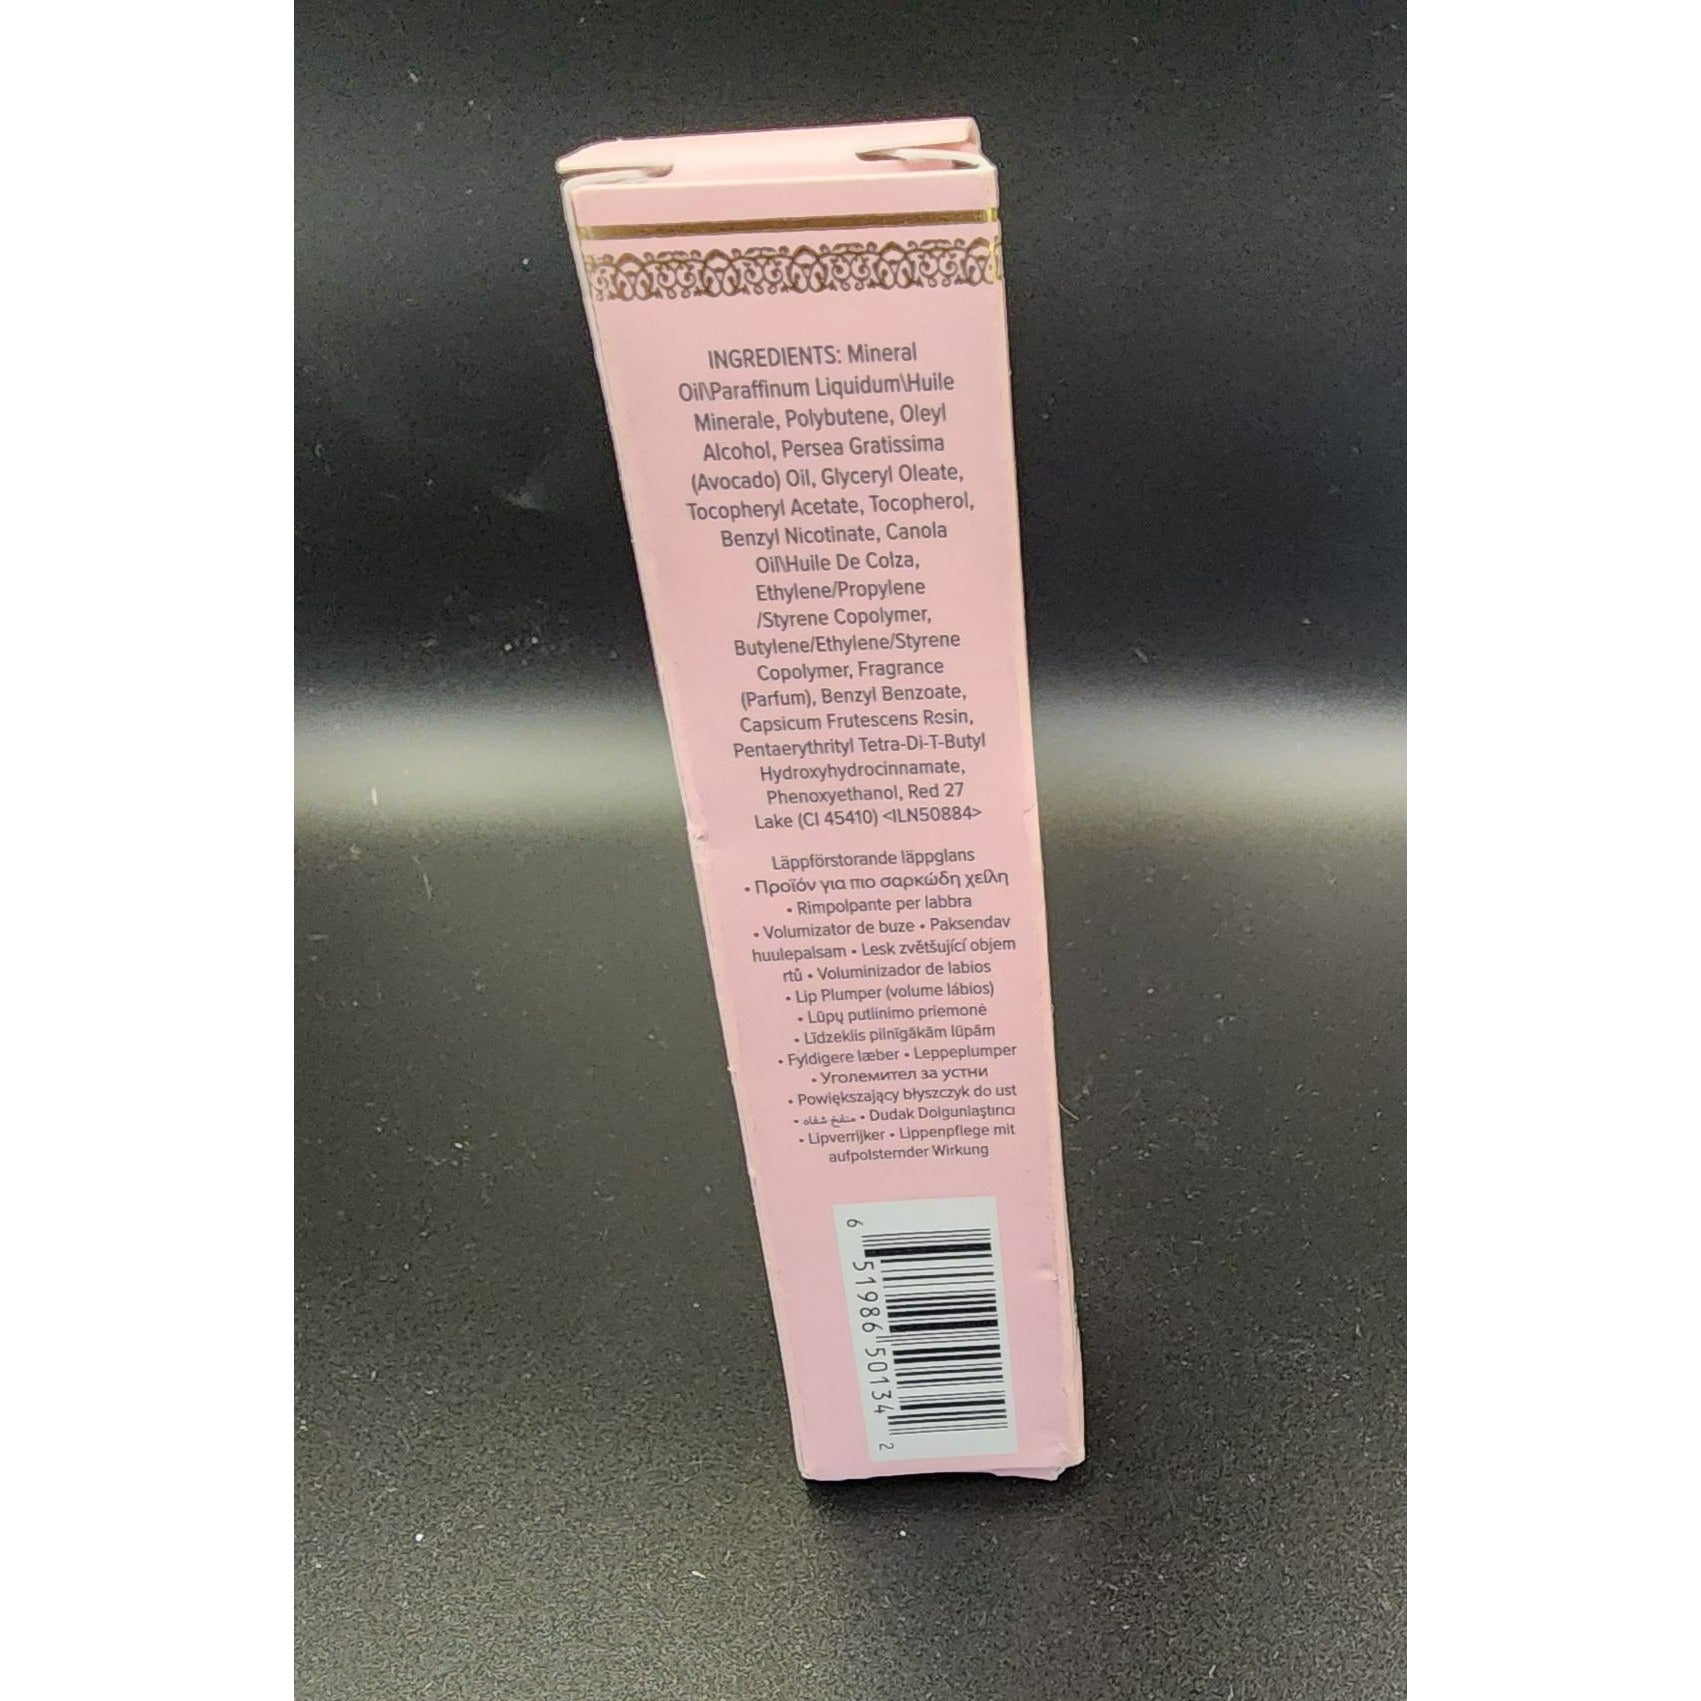 INGREDIENTS: Mineral
Oil\Paraffinum Liquidum\Huile
Minerale, Polybutene, Oleyl
Alcohol, Persea Gratissima
(Avocado) Oil, Glyceryl Oleate,
Tocopheryl Acetate, Tocopherol,
Benzyl Nicotinate, Canola
Oil\Huile De Colza,
Ethylene/Propylene
/Styrene Copolymer,
Butylene/Ethylene/Styrene
Copolymer, Fragrance
(Parfum), Benzyl Benzoate,
Capsicum Frutescens Resin,
Pentaerythrityl Tetra-Di-T-Butyl
Hydroxyhydrocinnamate,
Phenoxyethanol, Red 27
Lake (CI 45410) <ILN50884>
Läppförstorande läppglans
• Προϊόν για πιο σαρκώδη χείλη
• Rimpolpante per labbra
• Volumizator de buze • Paksendav
huulepalsam • Lesk zvětšující objem
rtů • Voluminizador de labios
• Lip Plumper (volume lábios)
• Lūpų putlinimo priemonė
• Līdzeklis pilnīgākām lūpām
• Fyldigere læber • Leppeplumper
• Уголемител за устни
• Powiększający błyszczyk do ust
• منفخ شفاه • Dudak Dolgunlaştırıcı
• Lipverrijker • Lippenpflege mit
aufpolsternder Wirkung
6 51986 50134 2